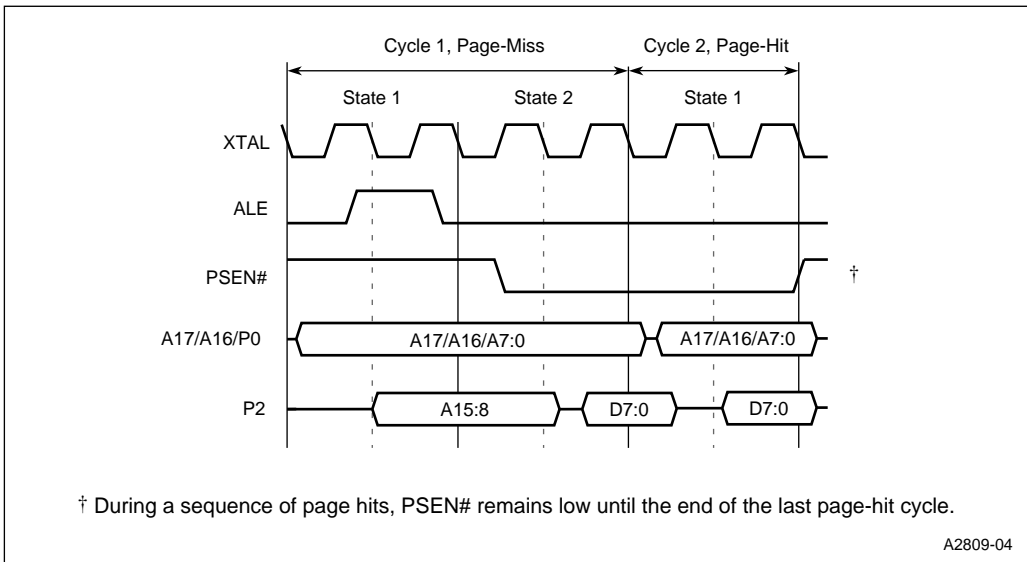 Cycle 1, Page-Miss Cycle 2, Page-Hit
State 1 State 2 State 1
XTAL
ALE
PSEN# †
A17/A16/P0 A17/A16/A7:0 A17/A16/A7:0
P2 A15:8 D7:0 D7:0
† During a sequence of page hits, PSEN# remains low until the end of the last page-hit cycle.
A2809-04